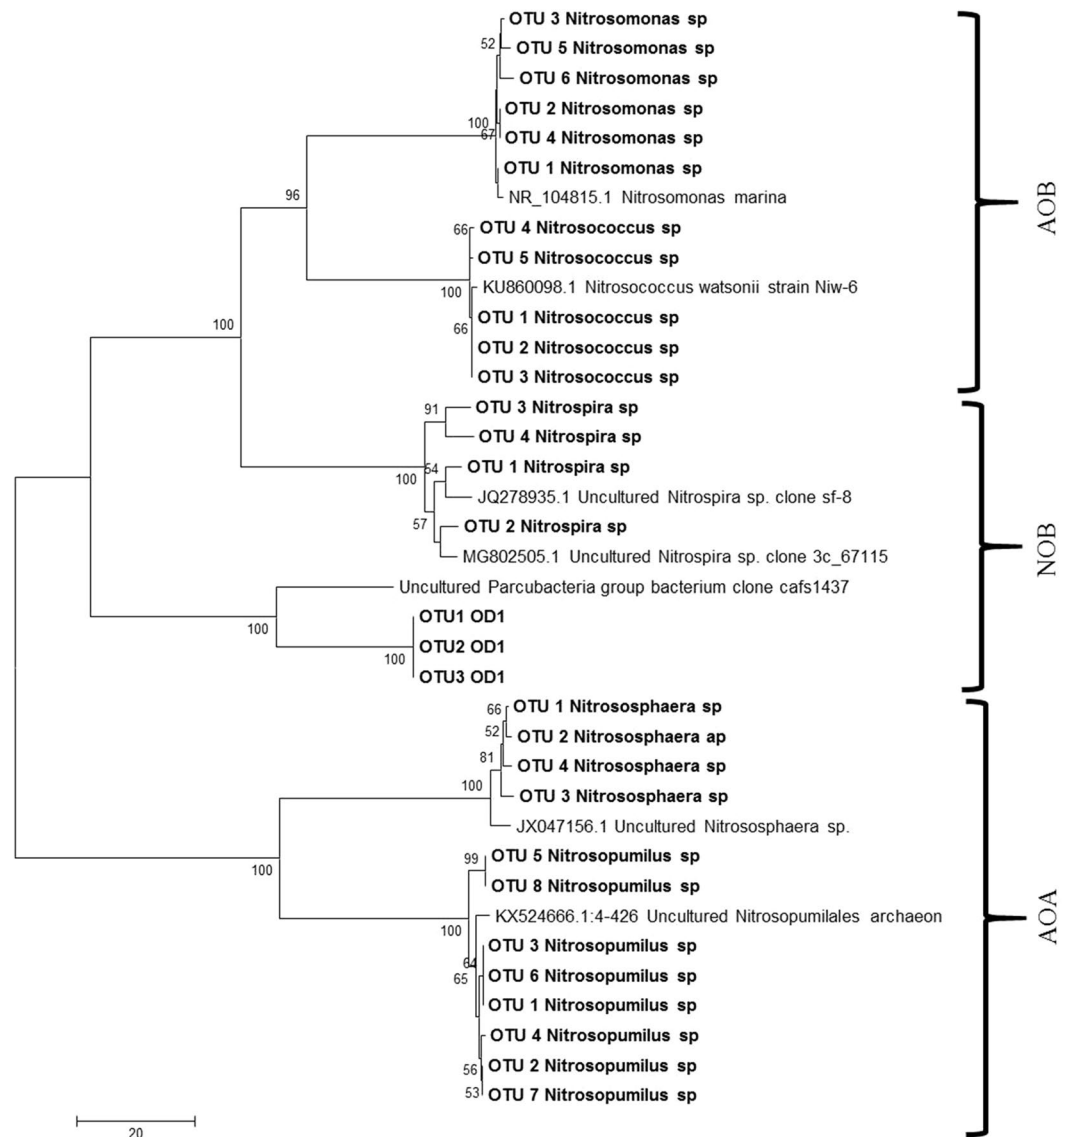 OTU 3 Nitrosomonas sp
52
OTU 5 Nitrosomonas sp
OTU 6 Nitrosomonas sp
OTU 2 Nitrosomonas sp
100
67
OTU 4 Nitrosomonas sp
OTU 1 Nitrosomonas sp
NR_104815.1 Nitrosomonas marina
96
AOB
OTU 4 Nitrosococcus sp
66
OTU 5 Nitrosococcus sp
KU860098.1 Nitrosococcus watsonii strain Niw-6
100
OTU 1 Nitrosococcus sp
66
100
OTU 2 Nitrosococcus sp
OTU 3 Nitrosococcus sp
91
OTU 3 Nitrospira sp
OTU 4 Nitrospira sp
54
OTU 1 Nitrospira sp
100
JQ278935.1 Uncultured Nitrospira sp. clone sf-8
57
OTU 2 Nitrospira sp
MG802505.1 Uncultured Nitrospira sp. clone 3c_67115
NOB
Uncultured Parcubacteria group bacterium clone cafs1437
OTU1 OD1
100
OTU2 OD1
100
OTU3 OD1
66
OTU 1 Nitrososphaera sp
52
OTU 2 Nitrososphaera ap
81
OTU 4 Nitrososphaera sp
100
OTU 3 Nitrososphaera sp
JX047156.1 Uncultured Nitrososphaera sp.
99
OTU 5 Nitrosopumilus sp
100
OTU 8 Nitrosopumilus sp
KX524666.1:4-426 Uncultured Nitrosopumilales archaeon
100
AOA
OTU 3 Nitrosopumilus sp
64
65
OTU 6 Nitrosopumilus sp
OTU 1 Nitrosopumilus sp
OTU 4 Nitrosopumilus sp
56
OTU 2 Nitrosopumilus sp
53
OTU 7 Nitrosopumilus sp
20